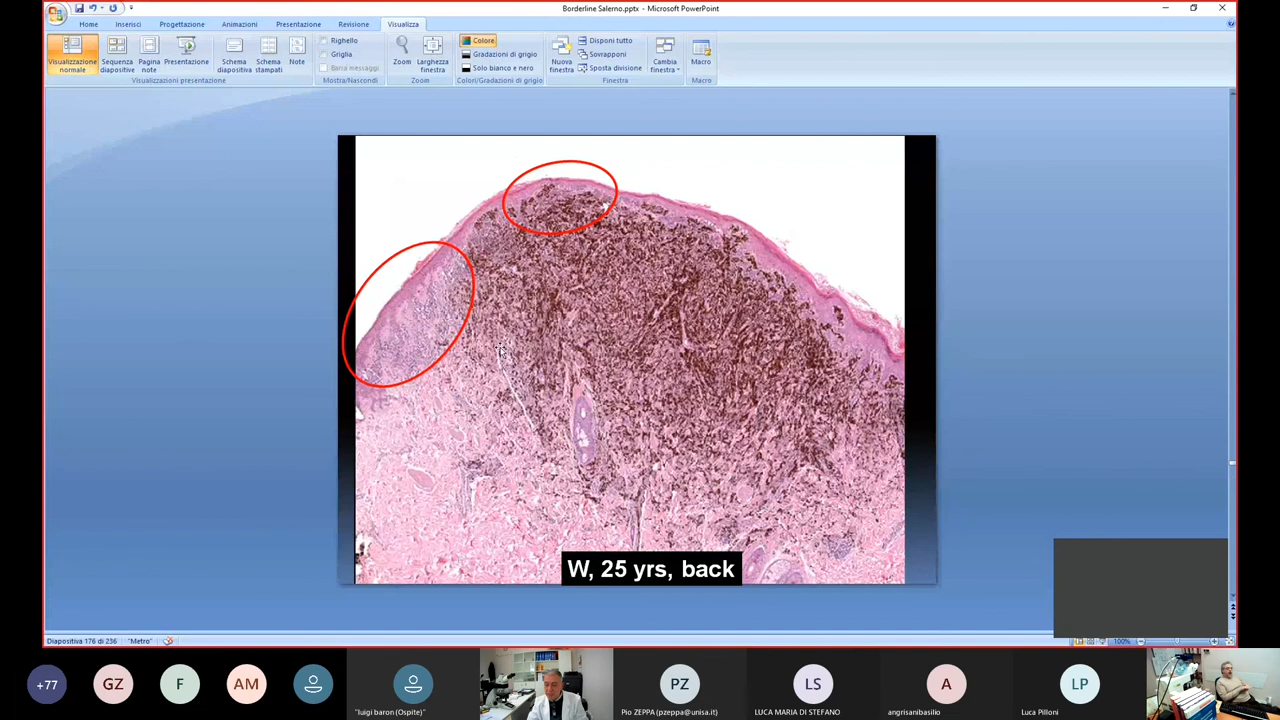 Borderline Salerno.pptx - Microsoft PowerPoint
Home Inserisci Progettazione Animazioni Presentazione Revisione Visualizza
Visualizzazione normale
Sequenza diapositive
Pagina note
Presentazione
Schema diapositiva
Schema stampati
Note
Righello
Griglia
Barra messaggi
Zoom
Larghezza finestra
Colore
Gradazioni di grigio
Solo bianco e nero
Nuova finestra
Disponi tutto
Sovrapponi
Sposta divisione
Cambia finestra
Macro
Visualizzazioni presentazione Mostra/Nascondi Zoom Colori/Gradazioni di grigio Finestra Macro
W, 25 yrs, back
Diapositiva 176 di 236 "Metro" 100%
+77 GZ F AM PZ LS A LP
"luigi baron (Ospite)" Pio ZEPPA (pzeppa@unisa.it) LUCA MARIA DI STEFANO angrisanibasilio Luca Pilloni